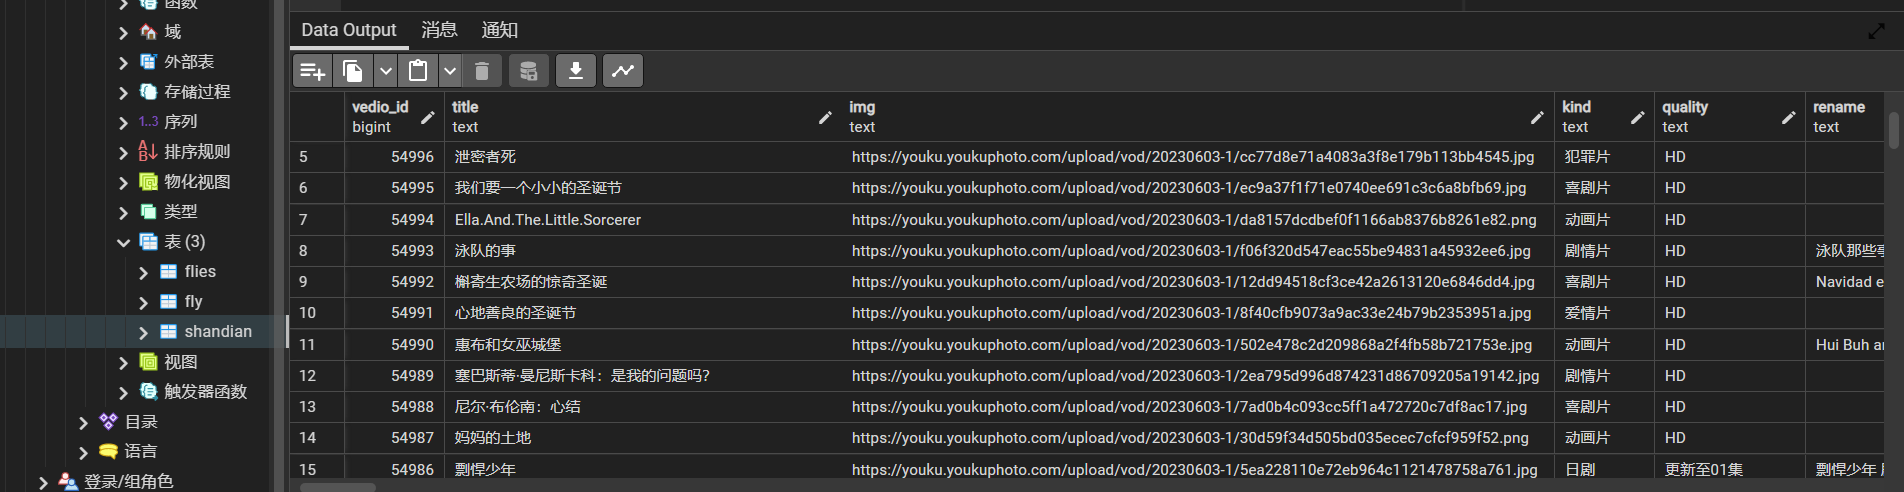 函数
域
外部表
存储过程
1..3 序列
排序规则
物化视图
类型
表 (3)
flies
fly
shandian
视图
触发器函数
目录
语言
登录/组角色
Data Output 消息 通知
vedio_id title img kind quality rename
bigint text text text text text
5 54996 泄密者死 https://youku.youkuphoto.com/upload/vod/20230603-1/cc77d8e71a4083a3f8e179b113bb4545.jpg 犯罪片 HD
6 54995 我们要一个小小的圣诞节 https://youku.youkuphoto.com/upload/vod/20230603-1/ec9a37f1f71e0740ee691c3c6a8bfb69.jpg 喜剧片 HD
7 54994 Ella.And.The.Little.Sorcerer https://youku.youkuphoto.com/upload/vod/20230603-1/da8157dcdbef0f1166ab8376b8261e82.png 动画片 HD
8 54993 泳队的事 https://youku.youkuphoto.com/upload/vod/20230603-1/f06f320d547eac55be94831a45932ee6.jpg 剧情片 HD 泳队那些事
9 54992 槲寄生农场的惊奇圣诞 https://youku.youkuphoto.com/upload/vod/20230603-1/12dd94518cf3ce42a2613120e6846dd4.jpg 喜剧片 HD Navidad e
10 54991 心地善良的圣诞节 https://youku.youkuphoto.com/upload/vod/20230603-1/8f40cfb9073a9ac33e24b79b2353951a.jpg 爱情片 HD
11 54990 惠布和女巫城堡 https://youku.youkuphoto.com/upload/vod/20230603-1/502e478c2d209868a2f4fb58b721753e.jpg 动画片 HD Hui Buh a
12 54989 塞巴斯蒂·曼尼斯卡科：是我的问题吗？ https://youku.youkuphoto.com/upload/vod/20230603-1/2ea795d996d874231d86709205a19142.jpg 剧情片 HD
13 54988 尼尔·布伦南：心结 https://youku.youkuphoto.com/upload/vod/20230603-1/7ad0b4c093cc5ff1a472720c7df8ac17.jpg 喜剧片 HD
14 54987 妈妈的土地 https://youku.youkuphoto.com/upload/vod/20230603-1/30d59f34d505bd035ecec7cfcf959f52.png 动画片 HD
15 54986 剽悍少年 https://youku.youkuphoto.com/upload/vod/20230603-1/5ea228110e72eb964c1121478758a761.jpg 日剧 更新至01集 剽悍少年